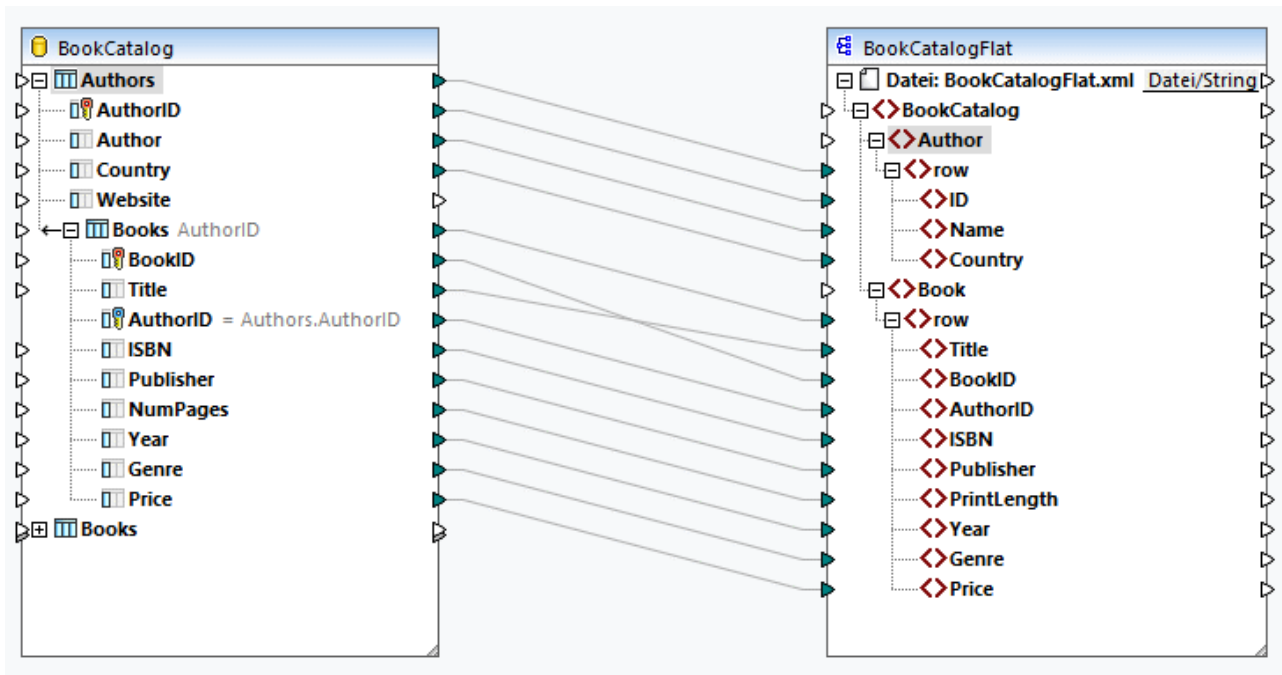 BookCatalog
Authors
AuthorID
Author
Country
Website
Books AuthorID
BookID
Title
AuthorID = Authors.AuthorID
ISBN
Publisher
NumPages
Year
Genre
Price
Books
BookCatalogFlat
Datei: BookCatalogFlat.xml Datei/String
BookCatalog
Author
row
ID
Name
Country
Book
row
Title
BookID
AuthorID
ISBN
Publisher
PrintLength
Year
Genre
Price